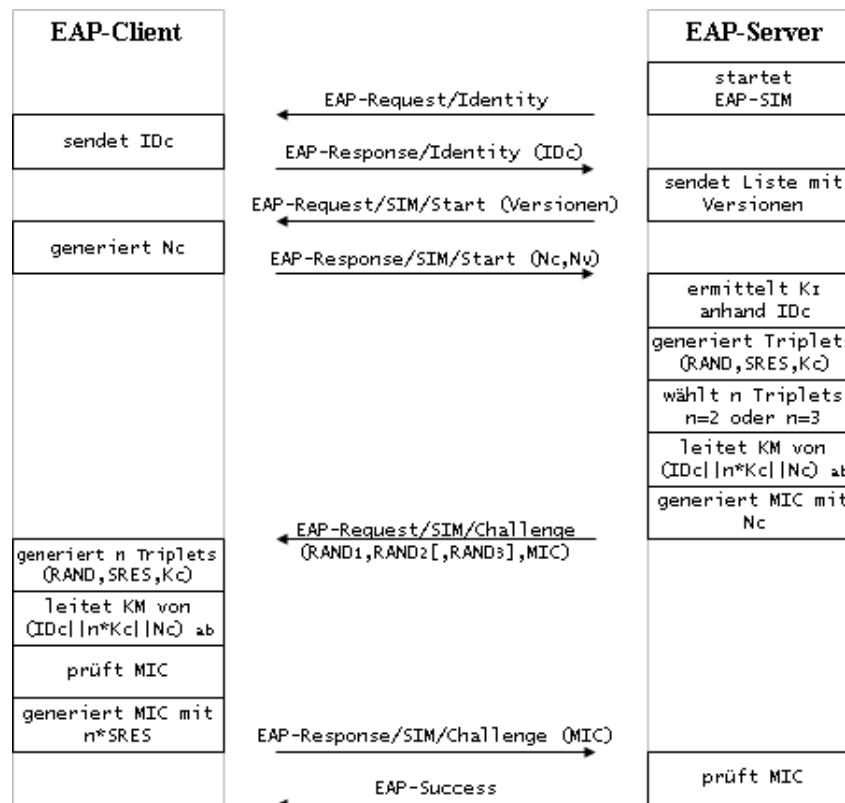 EAP-Client
EAP-Server
startet
EAP-SIM
EAP-Request/Identity
sendet IDc
EAP-Response/Identity (IDc)
sendet Liste mit
Versionen
EAP-Request/SIM/Start (Versionen)
generiert Nc
EAP-Response/SIM/Start (Nc,Nv)
ermittelt KI
anhand IDc
generiert Triplets
(RAND,SRES,Kc)
wählt n Triplets
n=2 oder n=3
leitet KM von
(IDc||n*Kc||Nc) ab
generiert MIC mit
Nc
EAP-Request/SIM/Challenge
(RAND1,RAND2[,RAND3],MIC)
generiert n Triplets
(RAND,SRES,Kc)
leitet KM von
(IDc||n*Kc||Nc) ab
prüft MIC
generiert MIC mit
n*SRES
EAP-Response/SIM/Challenge (MIC)
prüft MIC
EAP-Success